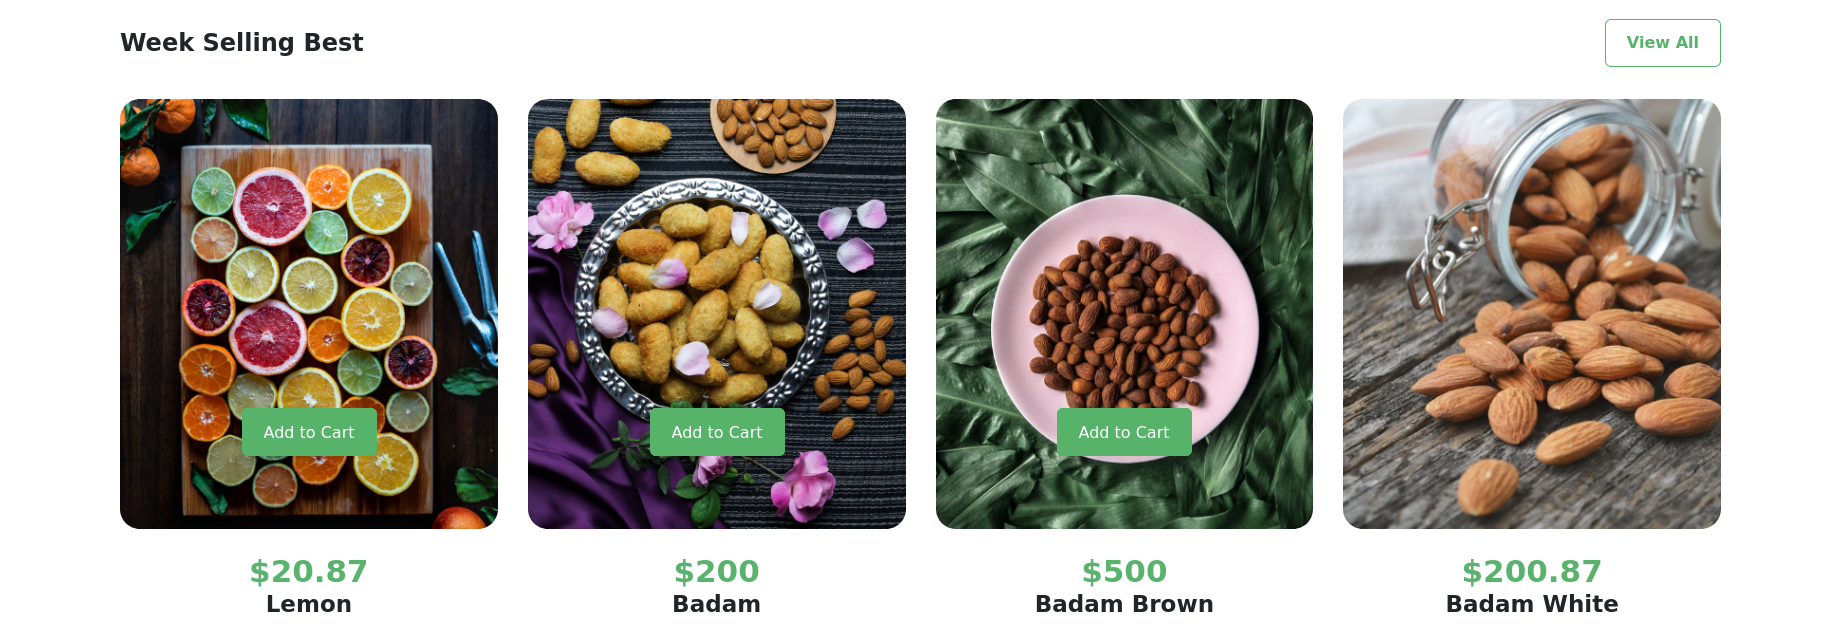 Week Selling Best
View All
Add to Cart
Add to Cart
Add to Cart
$20.87
Lemon
$200
Badam
$500
Badam Brown
$200.87
Badam White